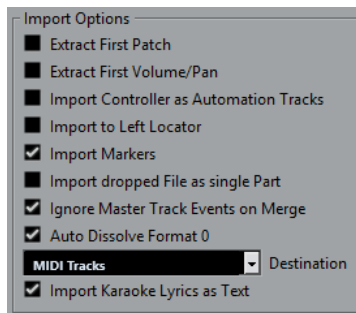 Import Options
Extract First Patch
Extract First Volume/Pan
Import Controller as Automation Tracks
Import to Left Locator
Import Markers
Import dropped File as single Part
Ignore Master Track Events on Merge
Auto Dissolve Format 0
MIDI Tracks Destination
Import Karaoke Lyrics as Text